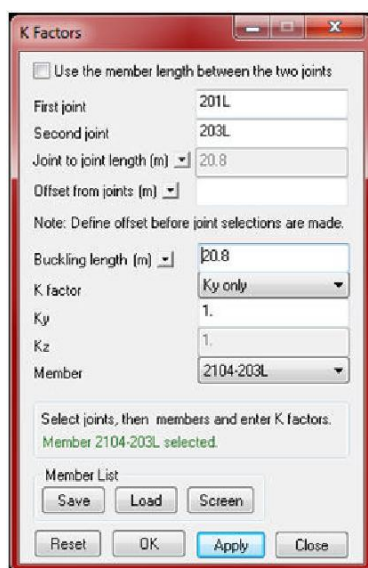 K Factors
Use the member length between the two joints
First joint 201L
Second joint 203L
Joint to joint length (m) 20.8
Offset from joints (m)
Note: Define offset before joint selections are made.
Buckling length (m) 20.8
K factor Ky only
Ky 1.
Kz 1.
Member 2104-203L
Select joints, then members and enter K factors.
Member 2104-203L selected.
Member List
Save Load Screen
Reset OK Apply Close